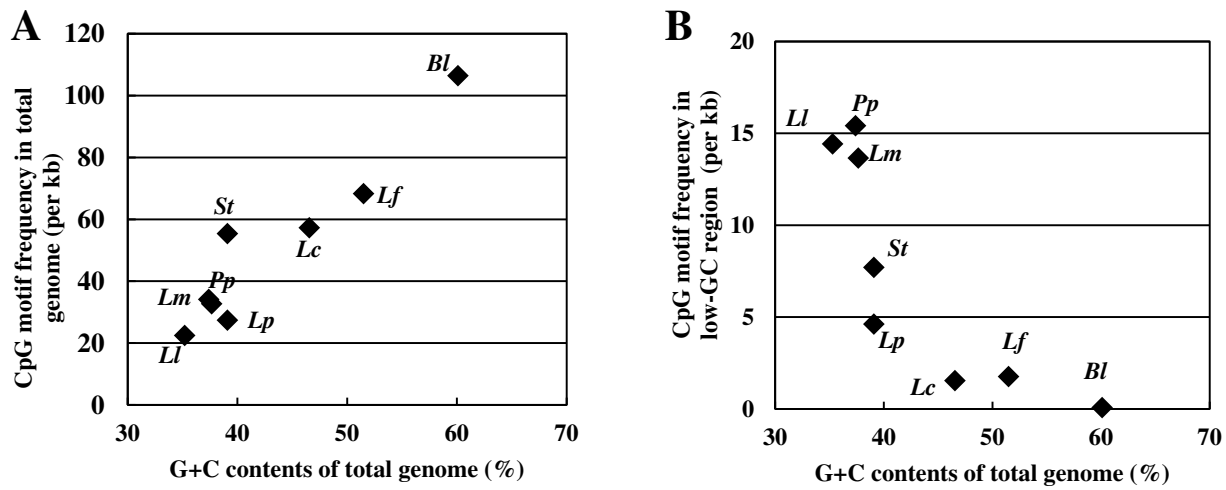 A
CpG motif frequency in total
genome (per kb)
120
100
80
60
40
20
0
Bl
St
Lf
Lc
Pp
Lm
Lp
Ll
30 40 50 60 70
G+C contents of total genome (%)
B
CpG motif frequency in
low-GC region (per kb)
20
15
10
5
0
Pp
Ll
Lm
St
Lp
Lf
Lc
Bl
30 40 50 60 70
G+C contents of total genome (%)